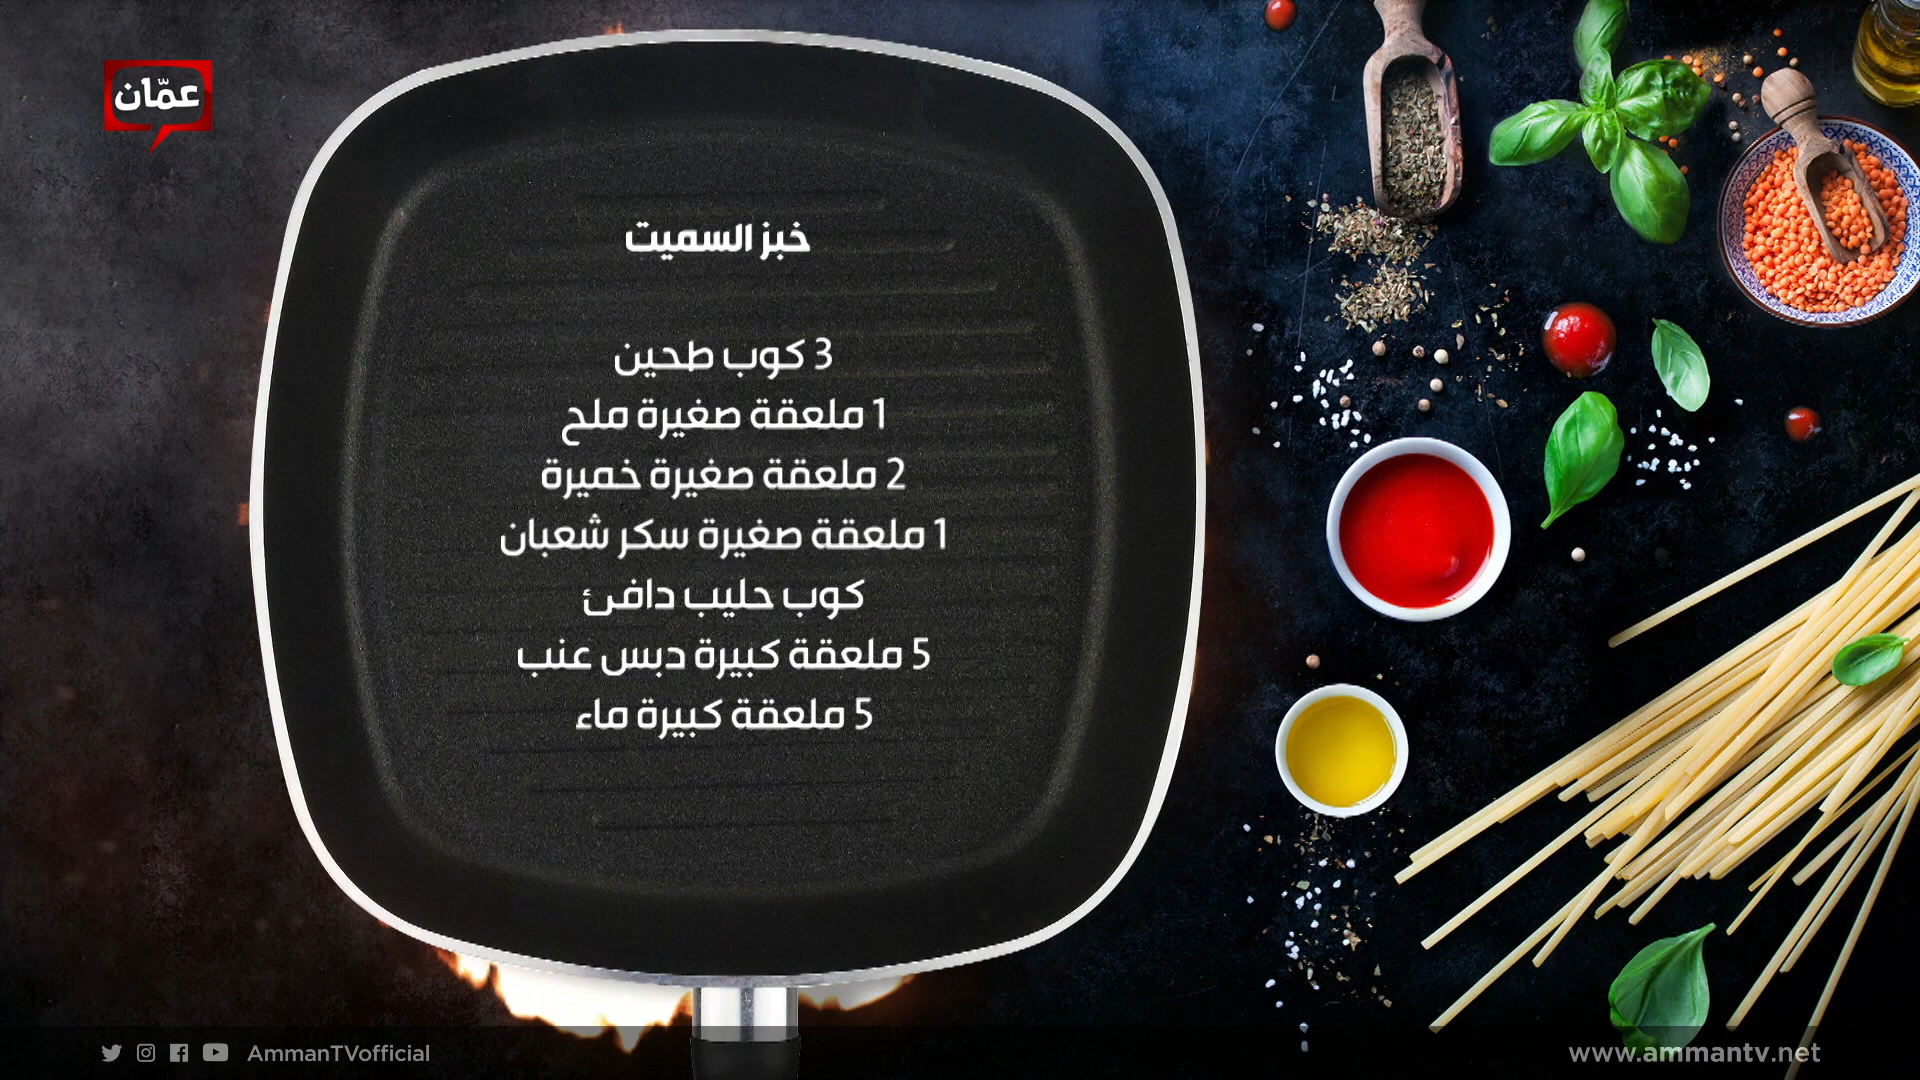 عمّان
خبز السميت
3 كوب طحين
1 ملعقة صغيرة ملح
2 ملعقة صغيرة خميرة
1 ملعقة صغيرة سكر شعبان
كوب حليب دافئ
5 ملعقة كبيرة دبس عنب
5 ملعقة كبيرة ماء
AmmanTVofficial
www.ammantv.net